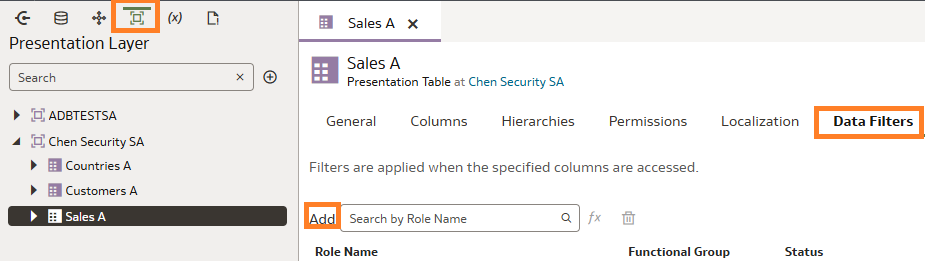 (x)
Presentation Layer
Search
ADBTESTSA
Chen Security SA
Countries A
Customers A
Sales A
Sales A
Sales A
Presentation Table at Chen Security SA
General Columns Hierarchies Permissions Localization Data Filters
Filters are applied when the specified columns are accessed.
Add Search by Role Name fx
Role Name Functional Group Status